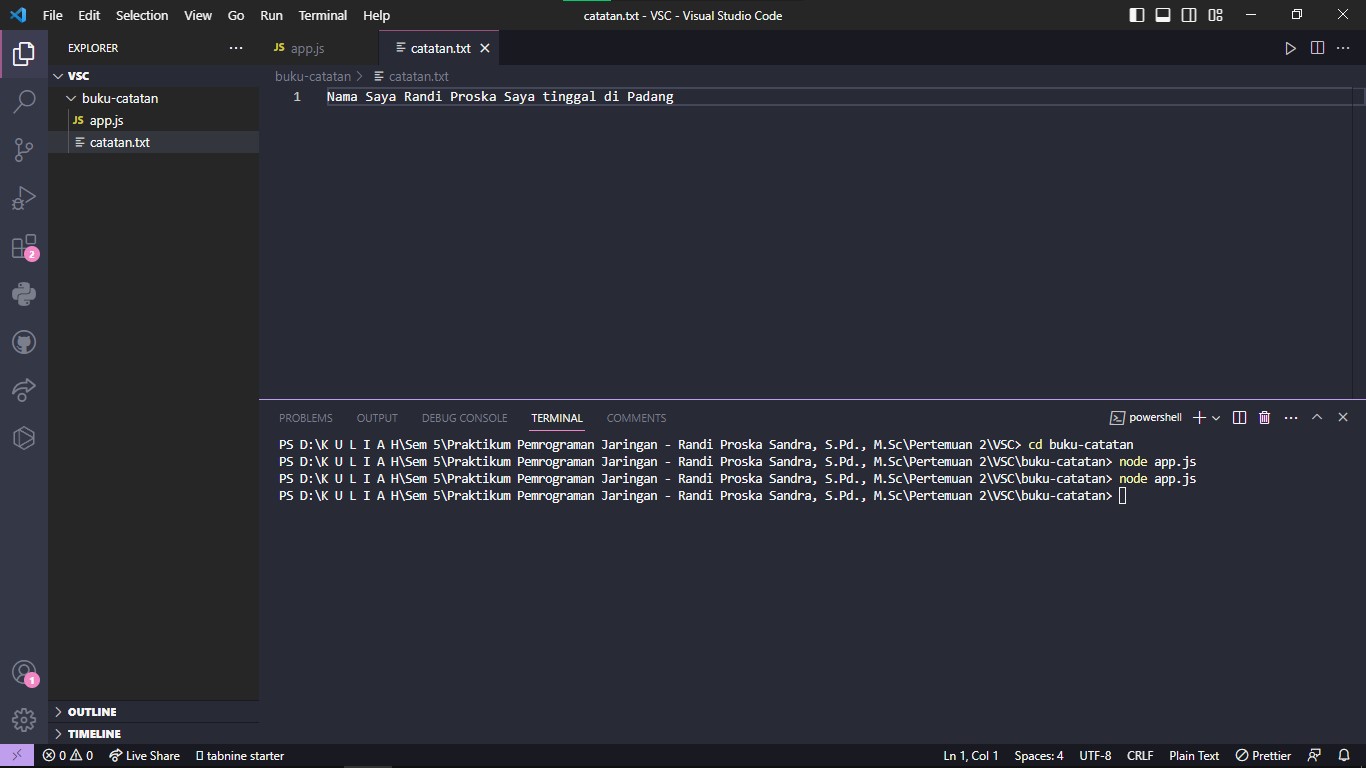 File Edit Selection View Go Run Terminal Help
catatan.txt - VSC - Visual Studio Code
EXPLORER
JS app.js
catatan.txt
VSC
buku-catatan
JS app.js
catatan.txt
buku-catatan > catatan.txt
1 Nama Saya Randi Proska Saya tinggal di Padang
2
1
PROBLEMS OUTPUT DEBUG CONSOLE TERMINAL COMMENTS
powershell
PS D:\K U L I A H\Sem 5\Praktikum Pemrograman Jaringan - Randi Proska Sandra, S.Pd., M.Sc\Pertemuan 2\VSC> cd buku-catatan
PS D:\K U L I A H\Sem 5\Praktikum Pemrograman Jaringan - Randi Proska Sandra, S.Pd., M.Sc\Pertemuan 2\VSC\buku-catatan> node app.js
PS D:\K U L I A H\Sem 5\Praktikum Pemrograman Jaringan - Randi Proska Sandra, S.Pd., M.Sc\Pertemuan 2\VSC\buku-catatan> node app.js
PS D:\K U L I A H\Sem 5\Praktikum Pemrograman Jaringan - Randi Proska Sandra, S.Pd., M.Sc\Pertemuan 2\VSC\buku-catatan>
OUTLINE
TIMELINE
0 0 Live Share tabnine starter
Ln 1, Col 1 Spaces: 4 UTF-8 CRLF Plain Text Prettier